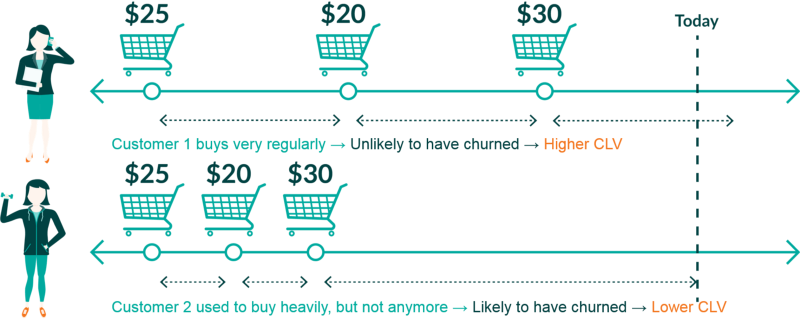 $25 $20 $30
Today
Customer 1 buys very regularly → Unlikely to have churned → Higher CLV
$25 $20 $30
Customer 2 used to buy heavily, but not anymore → Likely to have churned → Lower CLV